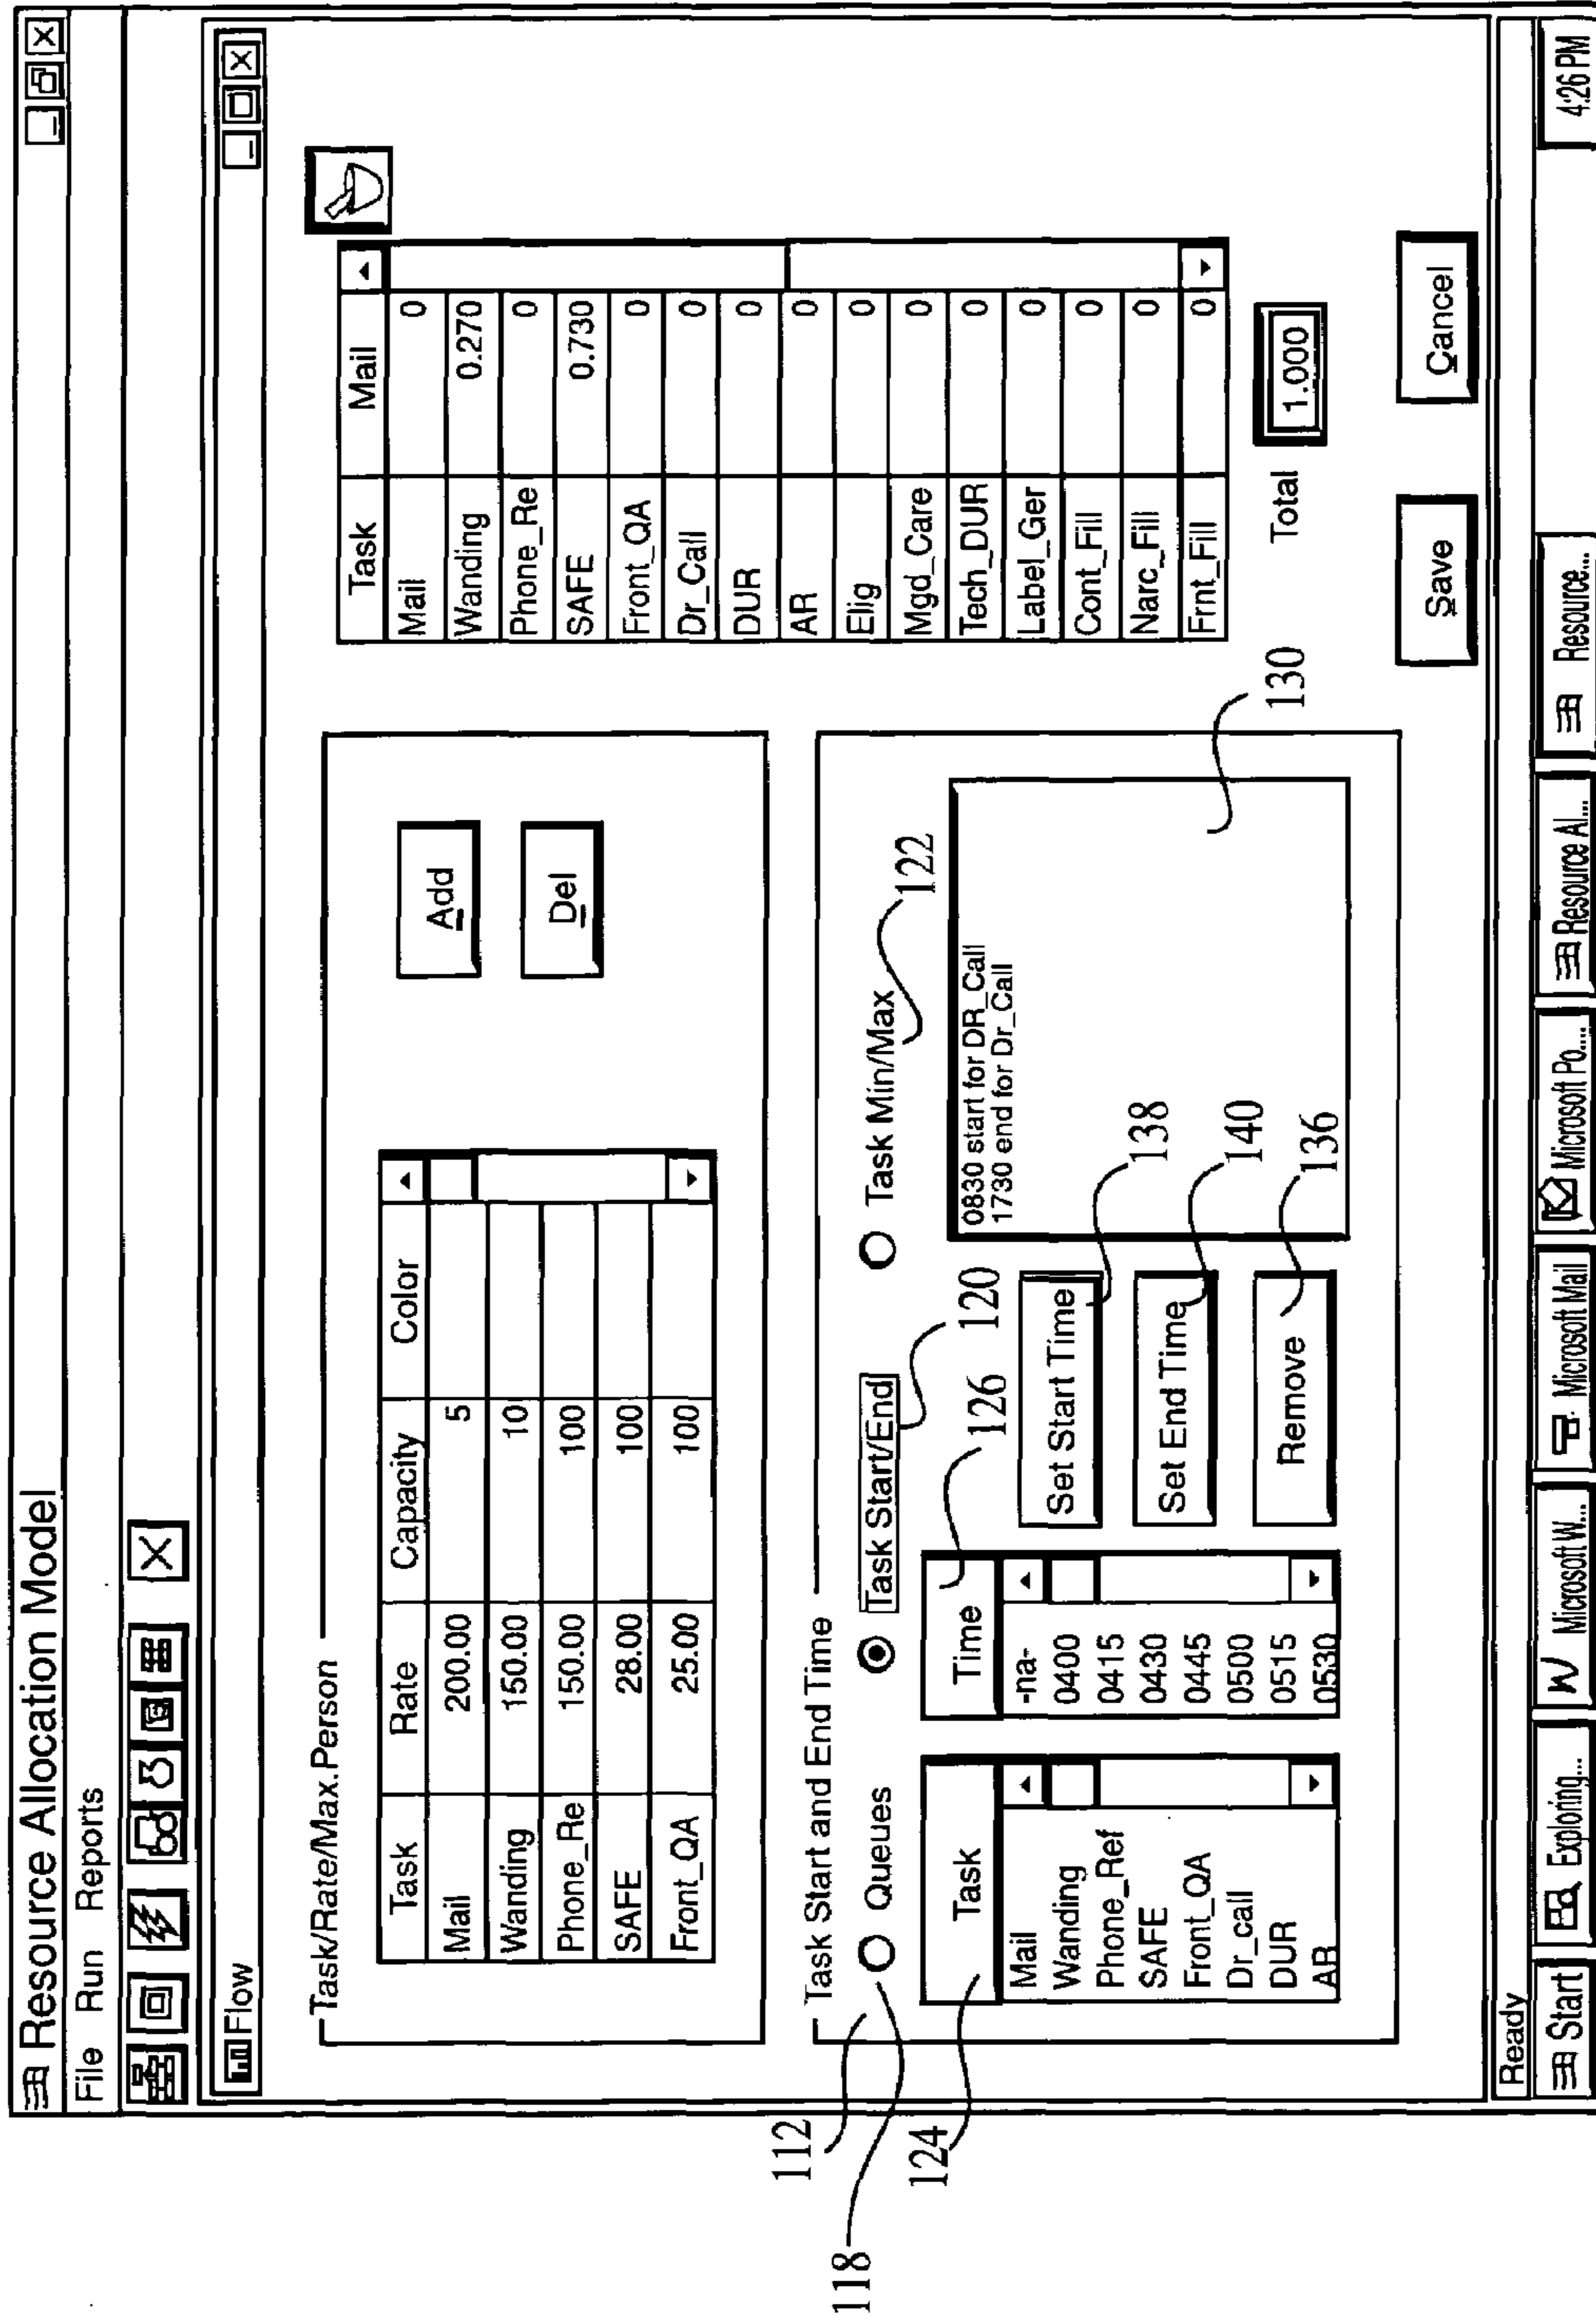 Resource Allocation Model
File Run Reports
Flow
Task/Rate/Max.Person
Task Rate Capacity Color
Mail 200.00 5
Wanding 150.00 10
Phone_Re 150.00 100
SAFE 28.00 100
Front_QA 25.00 100
Add
Del
Task Mail
Mail 0
Wanding 0.270
Phone_Re 0
SAFE 0.730
Front_QA 0
Dr_Call 0
DUR 0
AR 0
Elig 0
Mgd_Care 0
Tech_DUR 0
Label_Ger 0
Cont_Fill 0
Narc_Fill 0
Frnt_Fill 0
Total 1.000
Task Start and End Time
112
118
Queues
Task Start/End
120
Task Min/Max
122
124
Task
Mail
Wanding
Phone_Ref
SAFE
Front_QA
Dr_call
DUR
AR
Time
126
-na-
0400
0415
0430
0445
0500
0515
0530
Set Start Time
138
Set End Time
140
Remove
136
0830 start for DR_Call
1730 end for Dr_Call
130
Save
Cancel
Ready
Start
Exploring...
Microsoft W...
Microsoft Mail
Microsoft Po....
Resource Al...
Resource...
4:26 PM